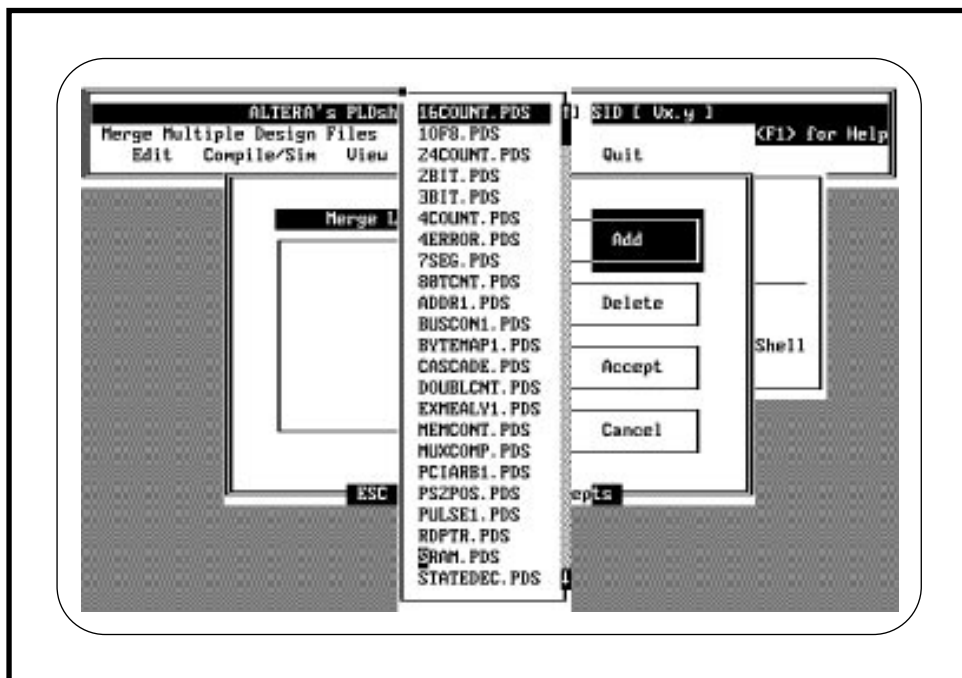 ALTERA's PLDsh SID [ Vx.y ]
Merge Multiple Design Files <F1> for Help
Edit Compile/Sim View Quit
Merge L
16COUNT.PDS
10F8.PDS
24COUNT.PDS
2BIT.PDS
3BIT.PDS
4COUNT.PDS
4ERROR.PDS
7SEG.PDS
88TCNT.PDS
ADDR1.PDS
BUSCON1.PDS
BYTEMAP1.PDS
CASCADE.PDS
DOUBLCNT.PDS
EXMEALY1.PDS
MEMCONT.PDS
MUXCOMP.PDS
PCIARB1.PDS
PS2POS.PDS
PULSE1.PDS
RDPTR.PDS
SRAM.PDS
STATEDEC.PDS
Add
Delete
Accept
Cancel
Shell
ESC epts